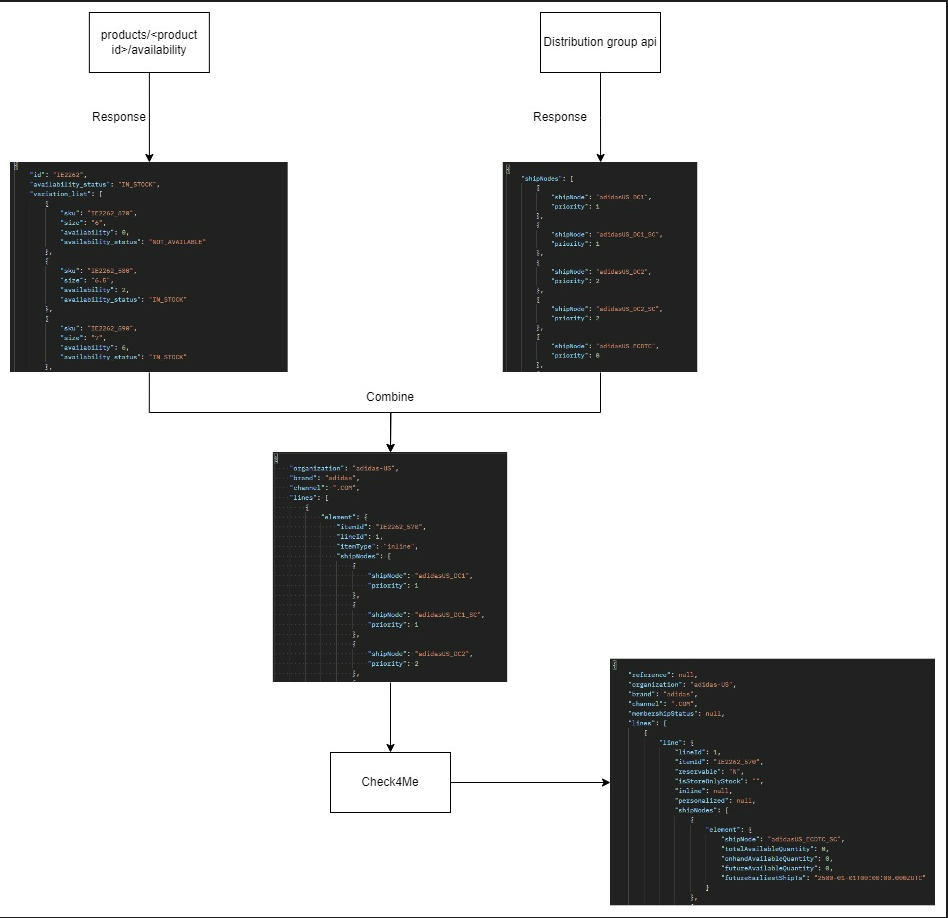 products/<product
id>/availability
Distribution group api
Response
Response
{
"id": "IE2262",
"availability_status": "IN_STOCK",
"variation_list": [
{
"sku": "IE2262_570",
"size": "6",
"availability": 0,
"availability_status": "NOT_AVAILABLE"
},
{
"sku": "IE2262_580",
"size": "6.5",
"availability": 2,
"availability_status": "IN_STOCK"
},
{
"sku": "IE2262_590",
"size": "7",
"availability": 6,
"availability_status": "IN_STOCK"
},
{
"shipNodes": [
{
"shipNode": "adidasUS_DC1",
"priority": 1
},
{
"shipNode": "adidasUS_DC1_SC",
"priority": 1
},
{
"shipNode": "adidasUS_DC2",
"priority": 2
},
{
"shipNode": "adidasUS_DC2_SC",
"priority": 2
},
{
"shipNode": "adidasUS_ECDTC",
"priority": 0
},
Combine
{
"organization": "adidas-US",
"brand": "adidas",
"channel": ".COM",
"lines": [
{
"element": {
"itemId": "IE2262_570",
"lineId": 1,
"itemType": "inline",
"shipNodes": [
{
"shipNode": "adidasUS_DC1",
"priority": 1
},
{
"shipNode": "adidasUS_DC1_SC",
"priority": 1
},
{
"shipNode": "adidasUS_DC2",
"priority": 2
},
Check4Me
{
"reference": null,
"organization": "adidas-US",
"brand": "adidas",
"channel": ".COM",
"membershipStatus": null,
"lines": [
{
"line": {
"lineId": 1,
"itemId": "IE2262_570",
"reservable": "N",
"isStoreOnlyStock": "",
"inline": null,
"personalized": null,
"shipNodes": [
{
"element": {
"shipNode": "adidasUS_ECDTC_SC",
"totalAvailableQuantity": 0,
"onhandAvailableQuantity": 0,
"futureAvailableQuantity": 0,
"futureEarliestShipTs": "2500-01-01T00:00:00.000ZUTC"
}
},